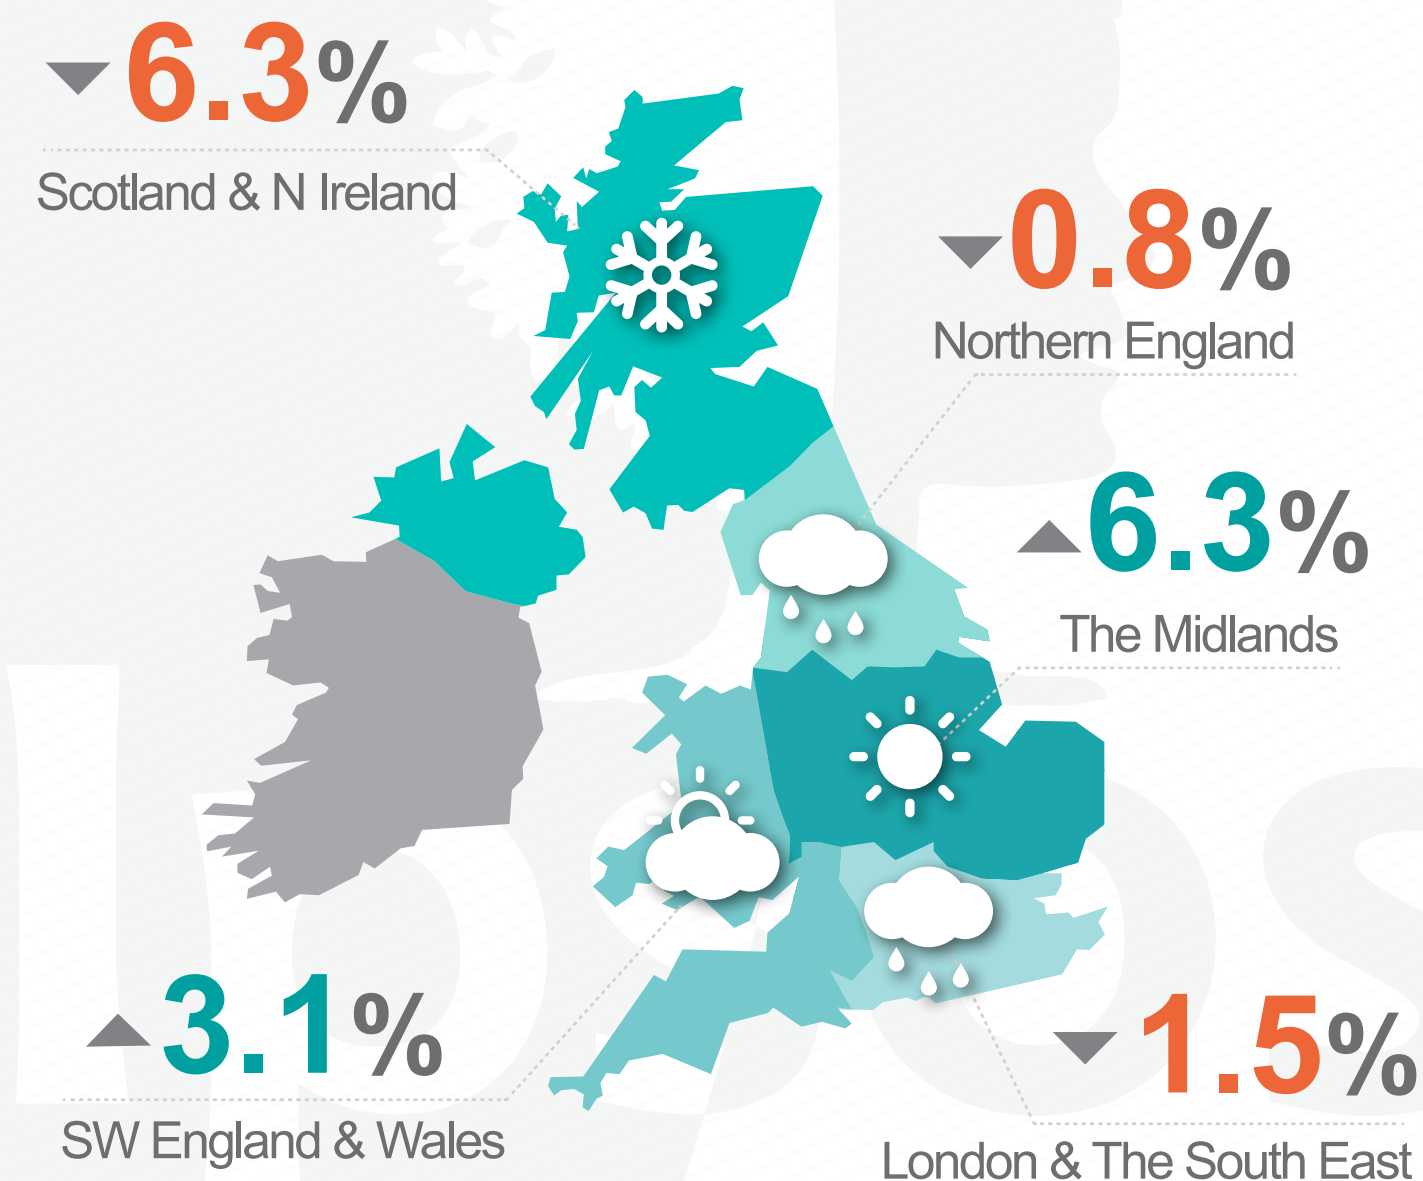 ▼6.3%
Scotland & N Ireland
▼0.8%
Northern England
▲6.3%
The Midlands
▲3.1%
SW England & Wales
▼1.5%
London & The South East
Ipsos